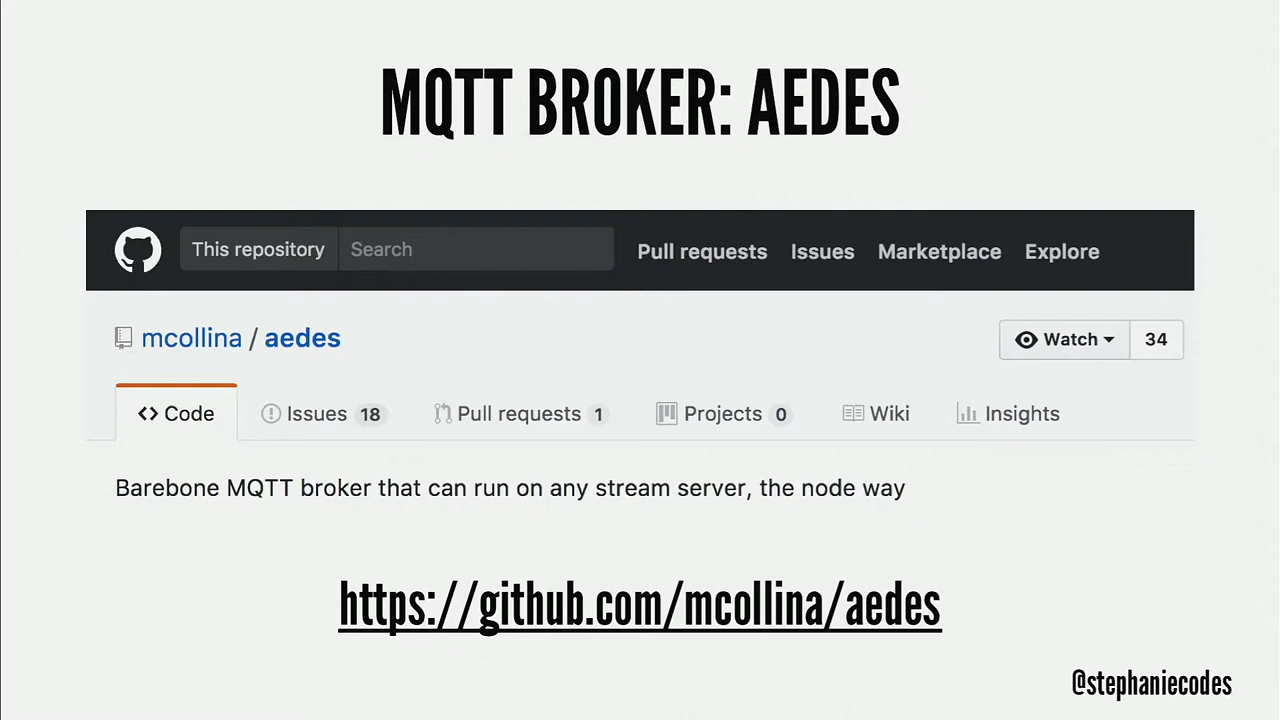 MQTT BROKER: AEDES
This repository Search Pull requests Issues Marketplace Explore
mcollina / aedes Watch 34
Code Issues 18 Pull requests 1 Projects 0 Wiki Insights
Barebone MQTT broker that can run on any stream server, the node way
https://github.com/mcollina/aedes
@stephaniecodes